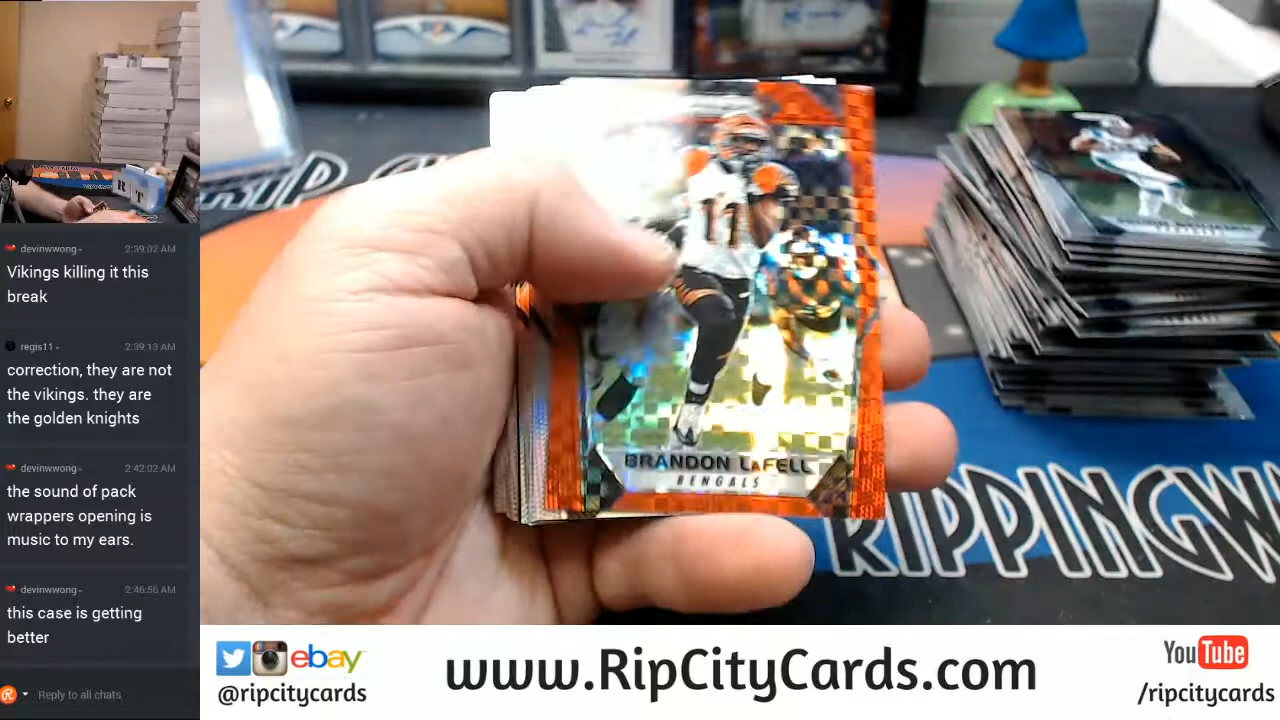 devinwwong-
2:39:02 AM
Vikings killing it this
break
regis11-
2:39:13 AM
correction, they are not
the vikings. they are
the golden knights
devinwwong-
2:42:02 AM
the sound of pack
wrappers opening is
music to my ears.
devinwwong-
2:46:56 AM
this case is getting
better
Reply to all chats
R T
11
BRANDON LaFELL
BENGALS
RIP
RIPPINGW
ebay
@ripcitycards
www.RipCityCards.com
YouTube
/ripcitycards